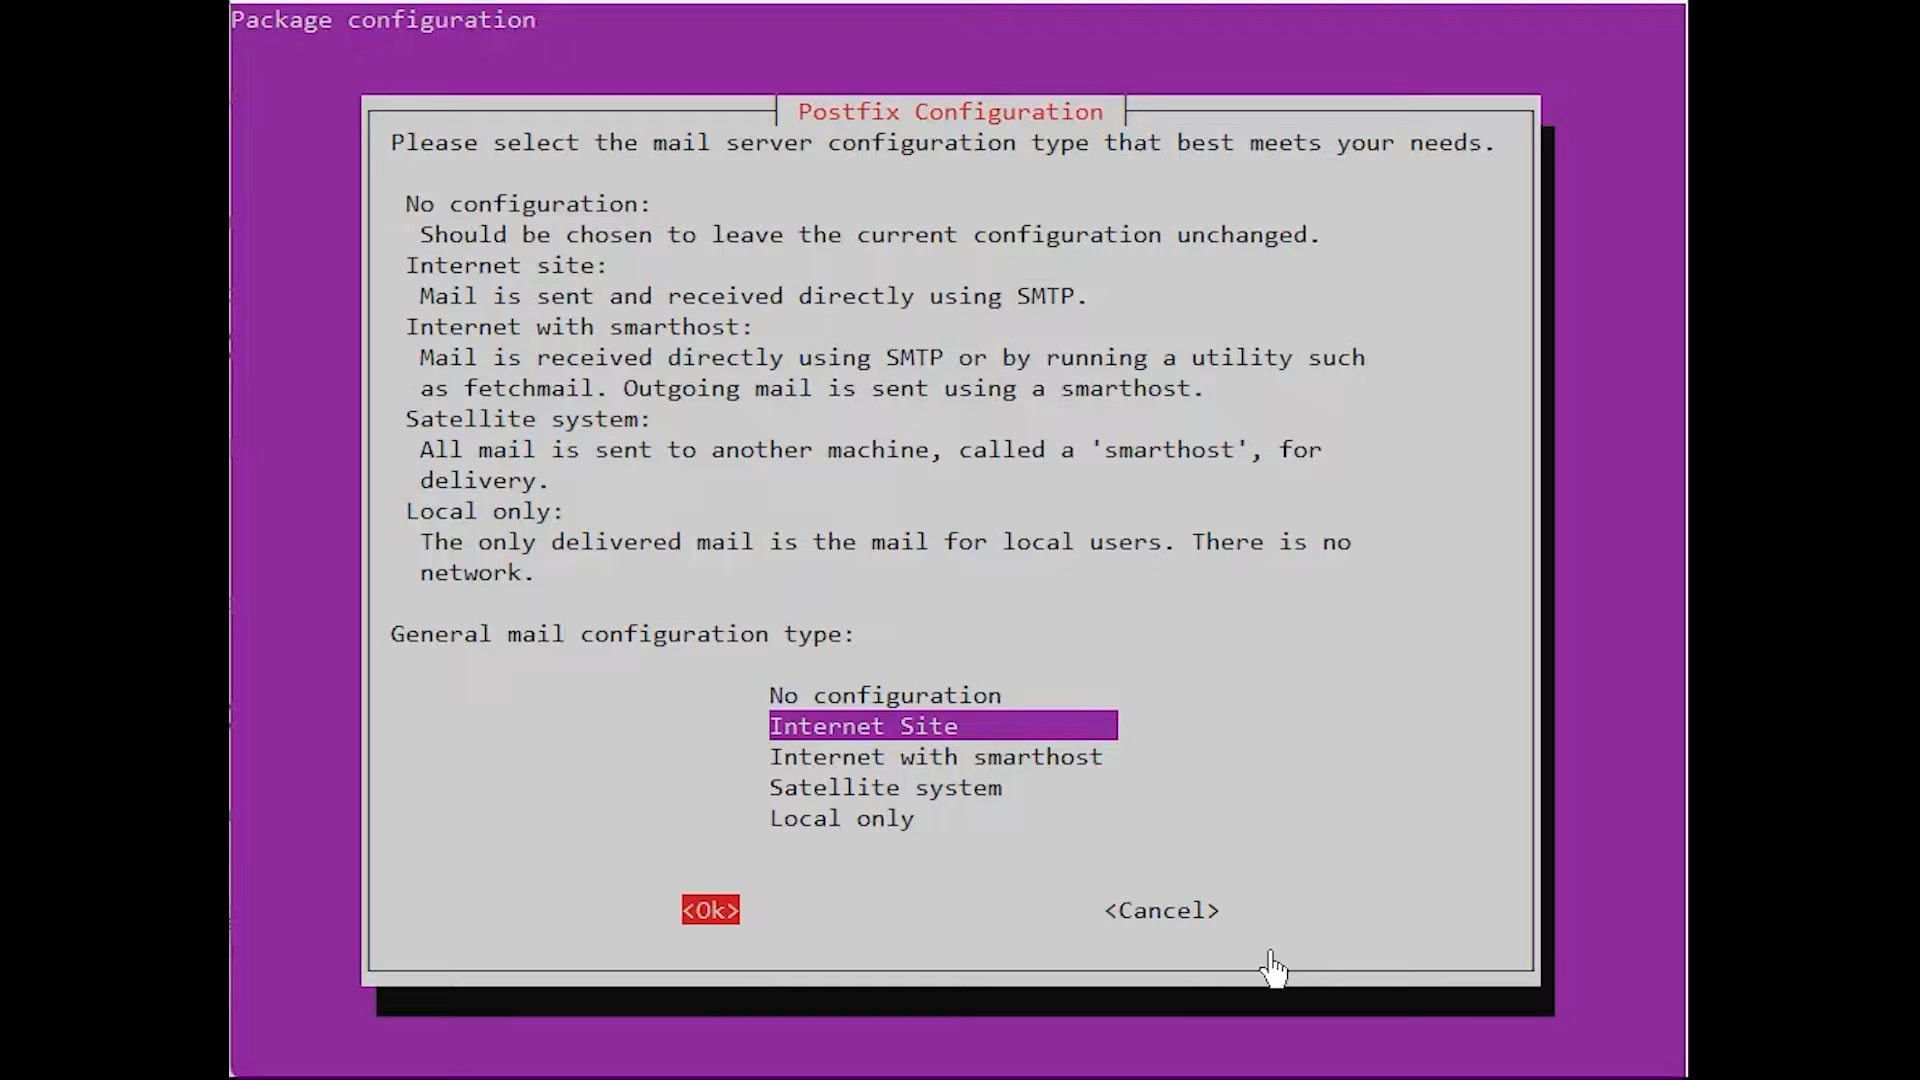 Package configuration
Postfix Configuration
Please select the mail server configuration type that best meets your needs.
No configuration:
Should be chosen to leave the current configuration unchanged.
Internet site:
Mail is sent and received directly using SMTP.
Internet with smarthost:
Mail is received directly using SMTP or by running a utility such
as fetchmail. Outgoing mail is sent using a smarthost.
Satellite system:
All mail is sent to another machine, called a 'smarthost', for
delivery.
Local only:
The only delivered mail is the mail for local users. There is no
network.
General mail configuration type:
No configuration
Internet Site
Internet with smarthost
Satellite system
Local only
<Ok> <Cancel>